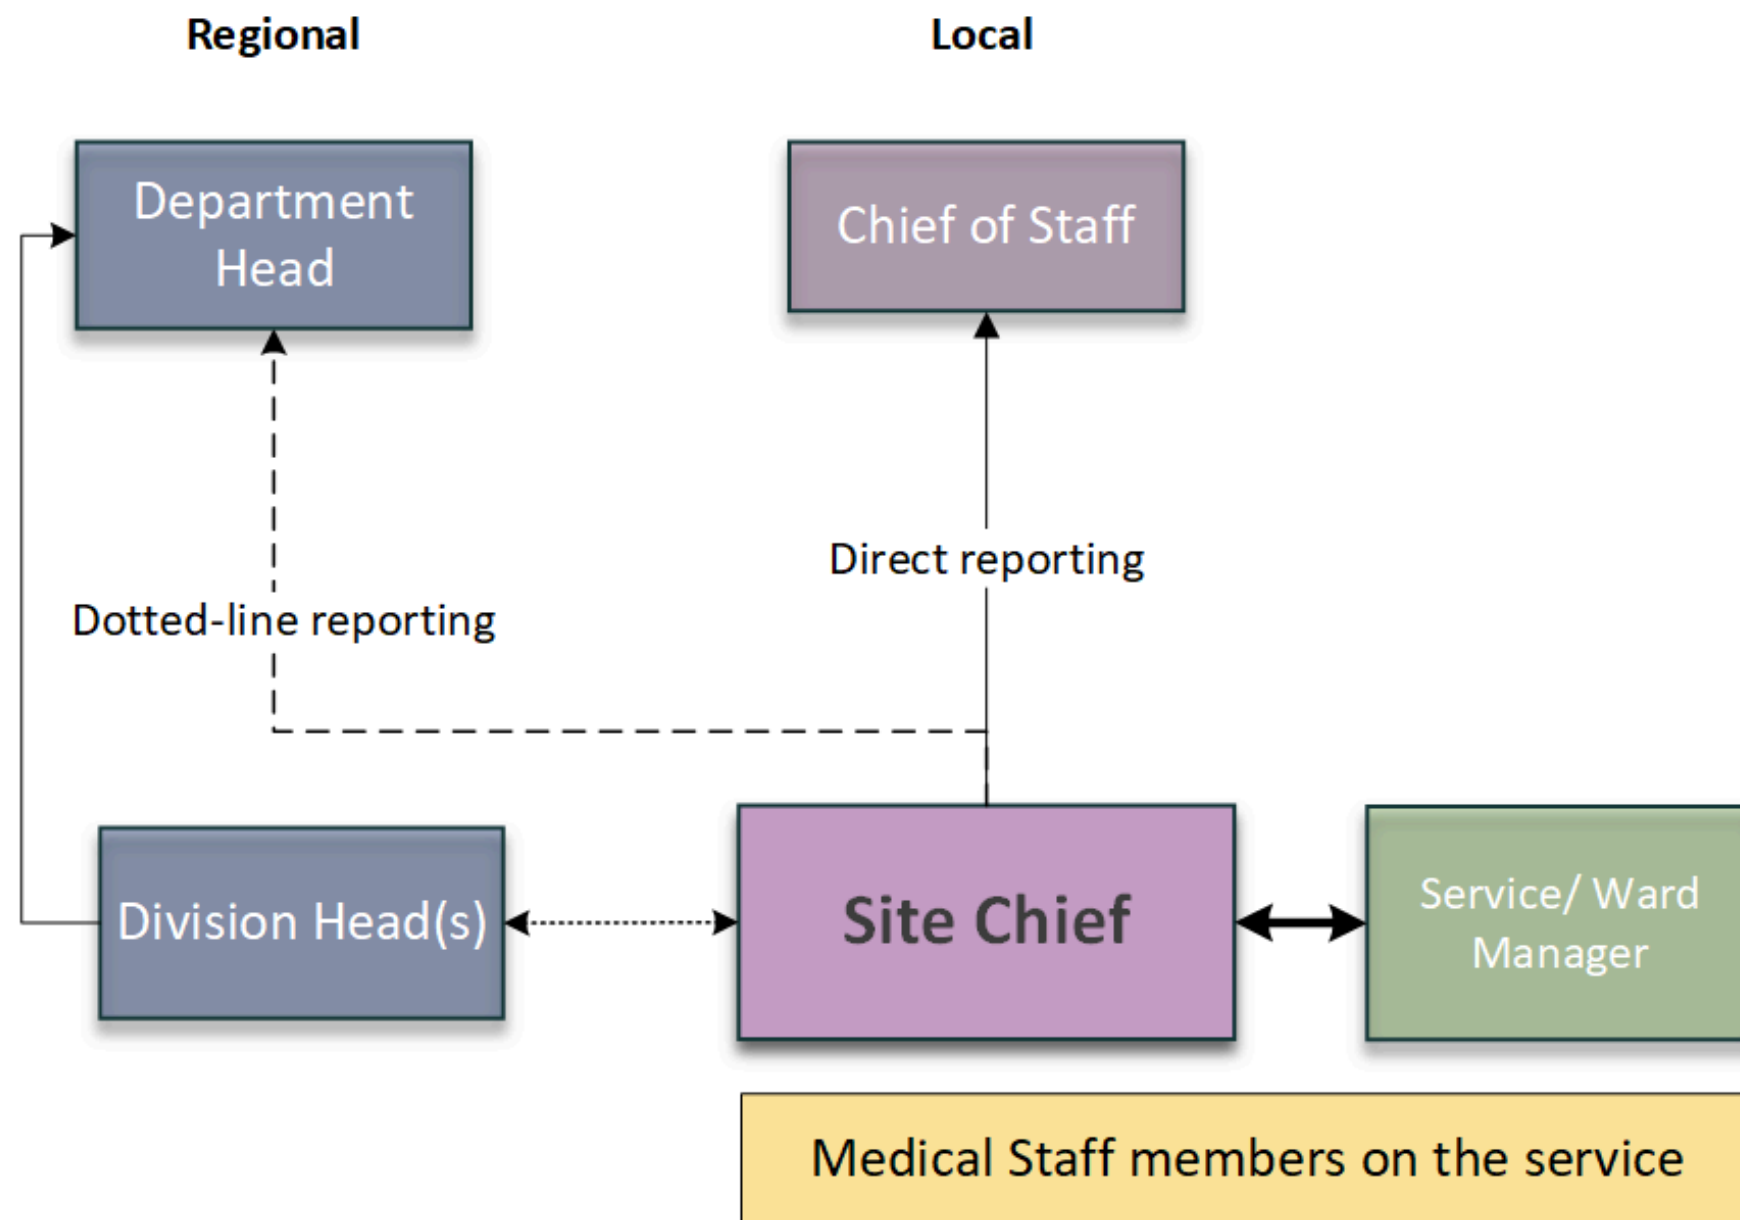 Regional
Local
Department
Head
Chief of Staff
Direct reporting
Dotted-line reporting
Division Head(s)
Site Chief
Service/ Ward
Manager
Medical Staff members on the service